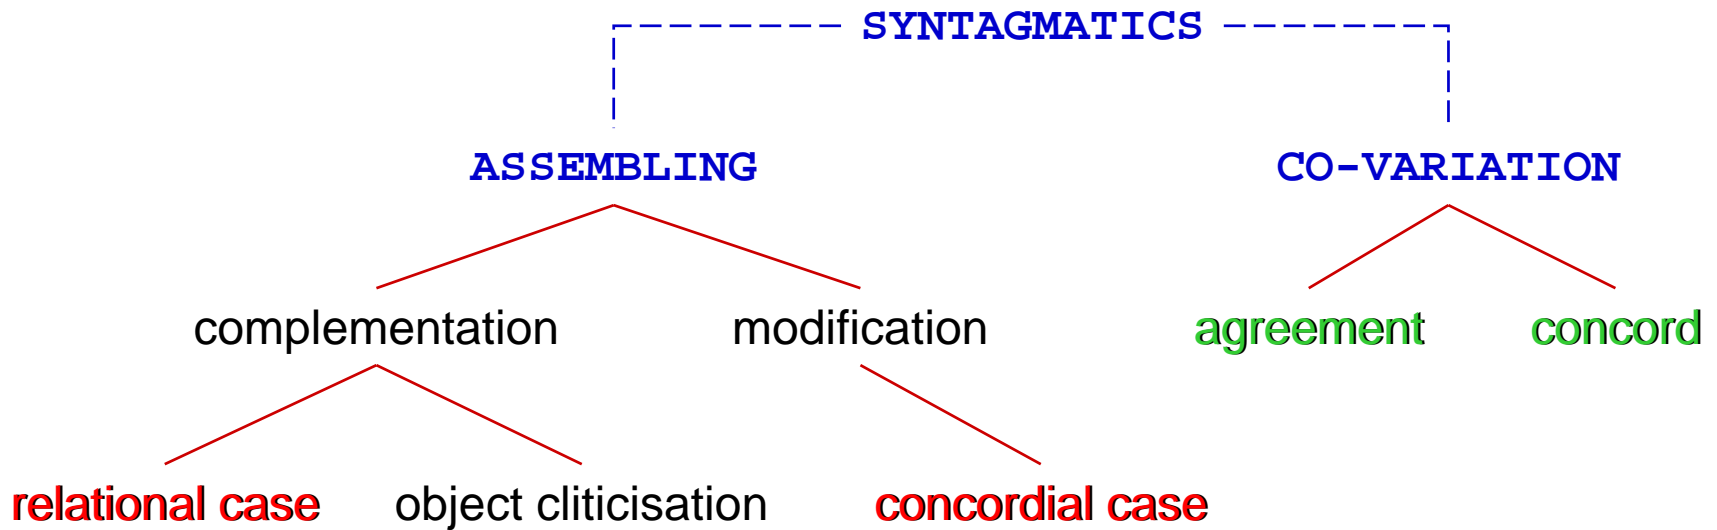 SYNTAGMATICS
ASSEMBLING CO-VARIATION
complementation modification agreement concord
relational case object cliticisation concordial case